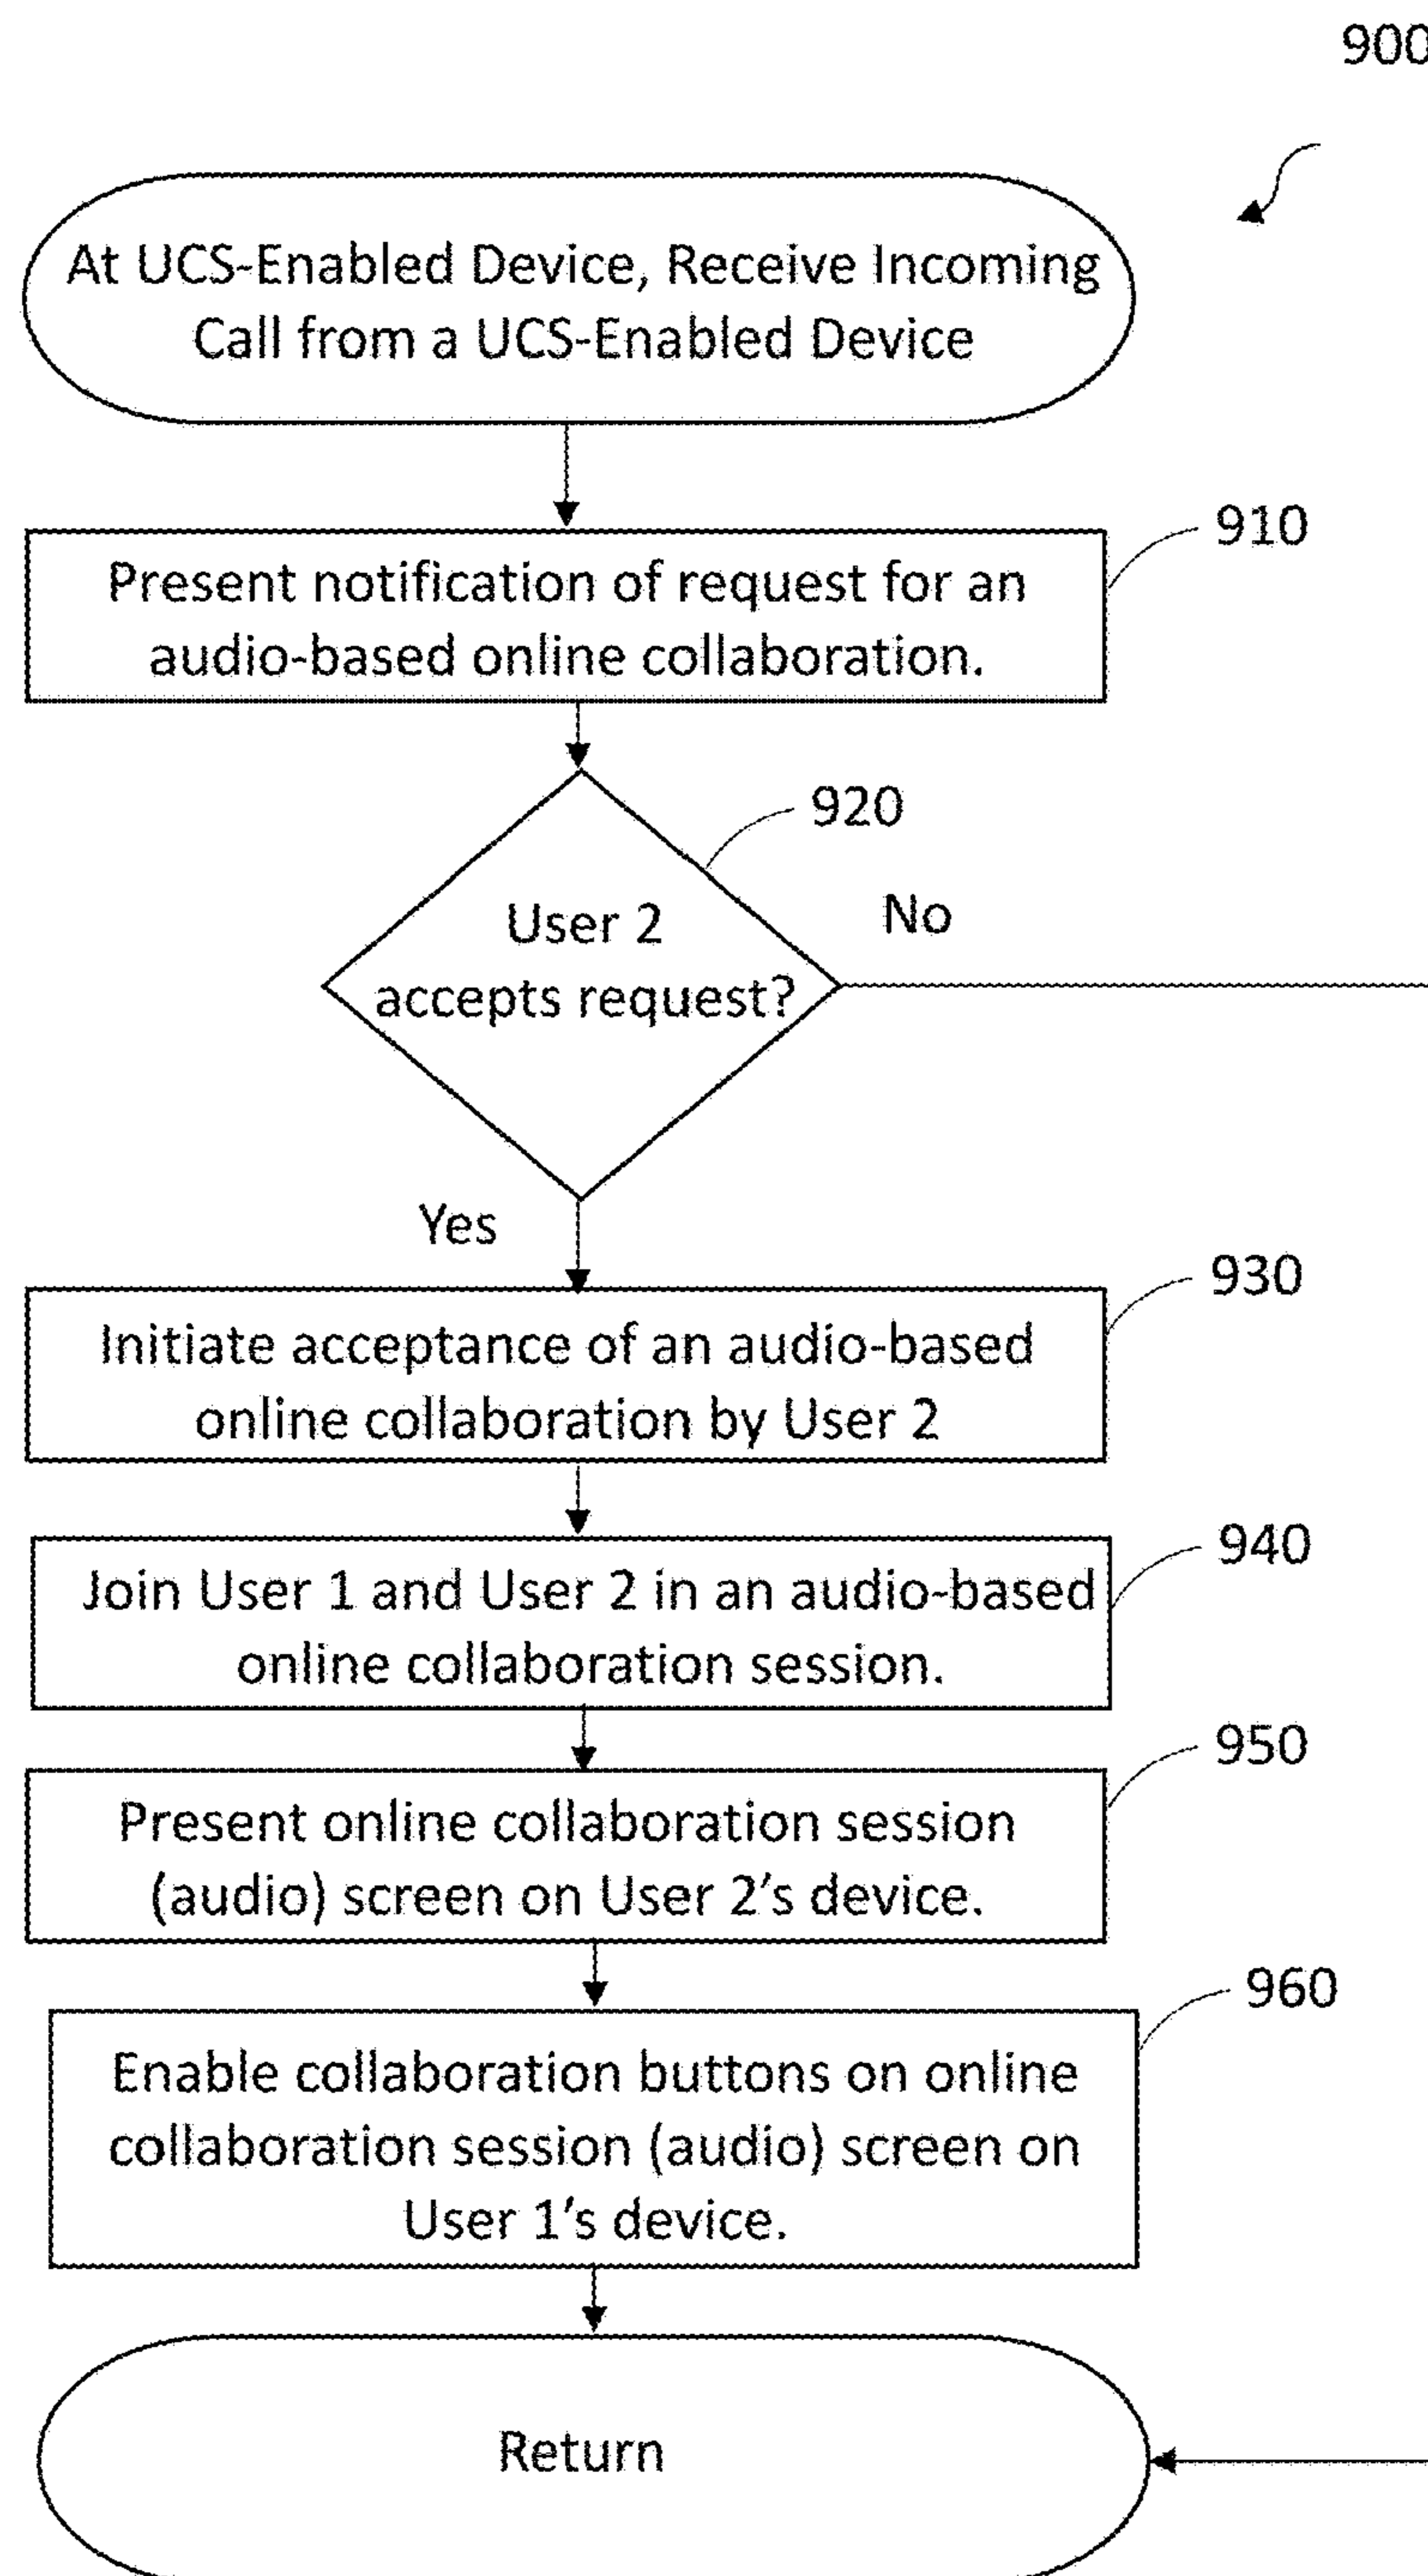 900
At UCS-Enabled Device, Receive Incoming
Call from a UCS-Enabled Device
910
Present notification of request for an
audio-based online collaboration.
920
User 2
accepts request?
No
Yes
930
Initiate acceptance of an audio-based
online collaboration by User 2
940
Join User 1 and User 2 in an audio-based
online collaboration session.
950
Present online collaboration session
(audio) screen on User 2’s device.
960
Enable collaboration buttons on online
collaboration session (audio) screen on
User 1’s device.
Return